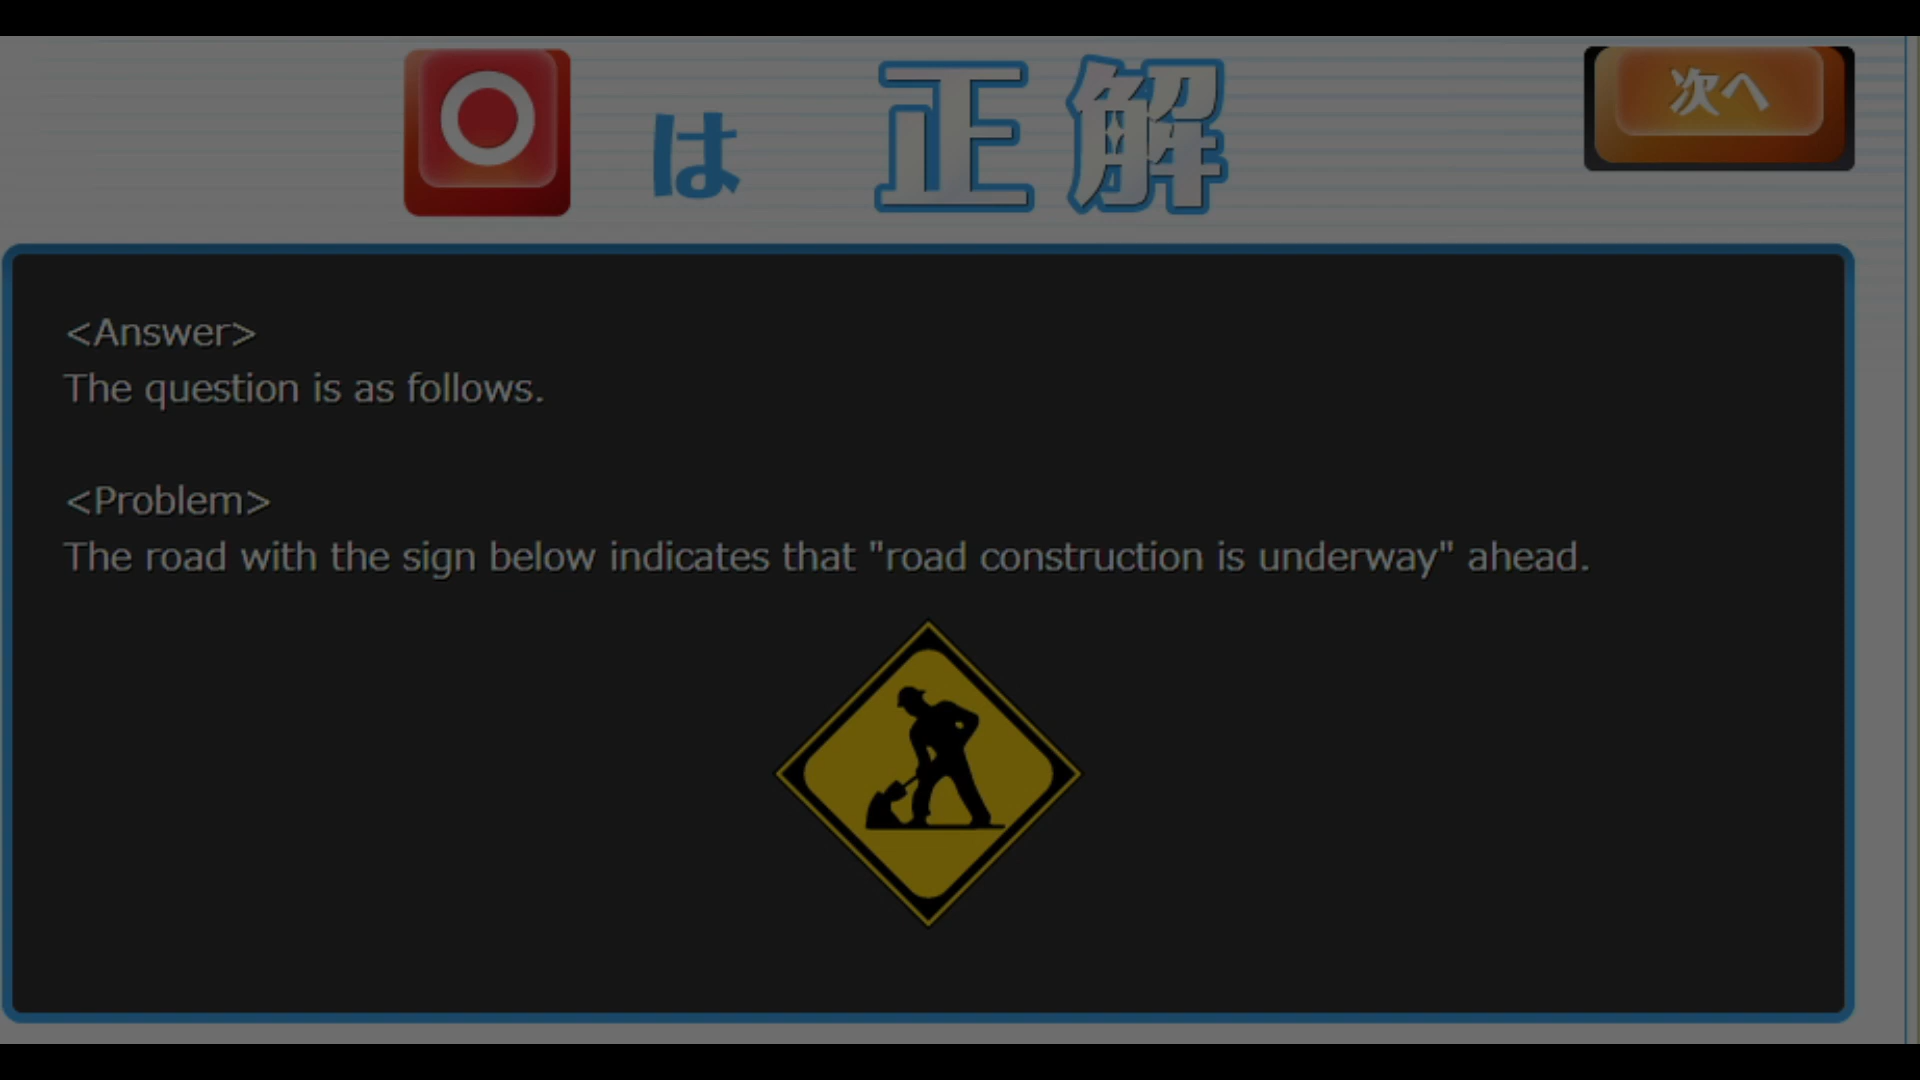 は 正解
次へ
<Answer>
The question is as follows.
<Problem>
The road with the sign below indicates that "road construction is underway" ahead.